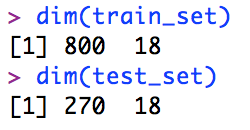 > dim(train_set)
[1] 800  18
> dim(test_set)
[1] 270  18